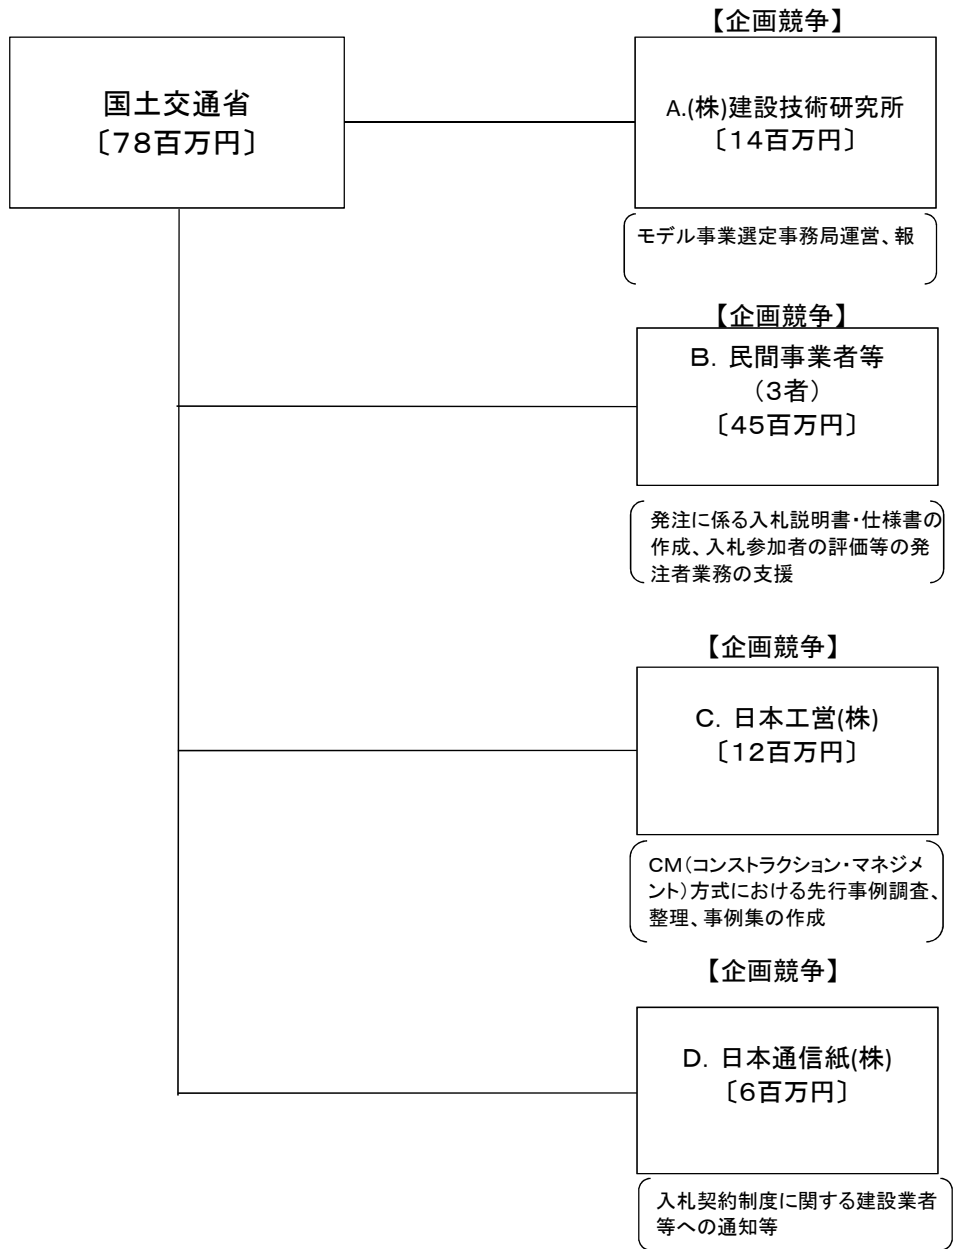 国土交通省
〔78百万円〕
【企画競争】
A.(株)建設技術研究所
〔14百万円〕
モデル事業選定事務局運営、報
【企画競争】
B. 民間事業者等
(3者)
〔45百万円〕
発注に係る入札説明書・仕様書の
作成、入札参加者の評価等の発
注者業務の支援
【企画競争】
C. 日本工営(株)
〔12百万円〕
CM(コンストラクション・マネジメ
ント)方式における先行事例調査、
整理、事例集の作成
【企画競争】
D. 日本通信紙(株)
〔6百万円〕
入札契約制度に関する建設業者
等への通知等